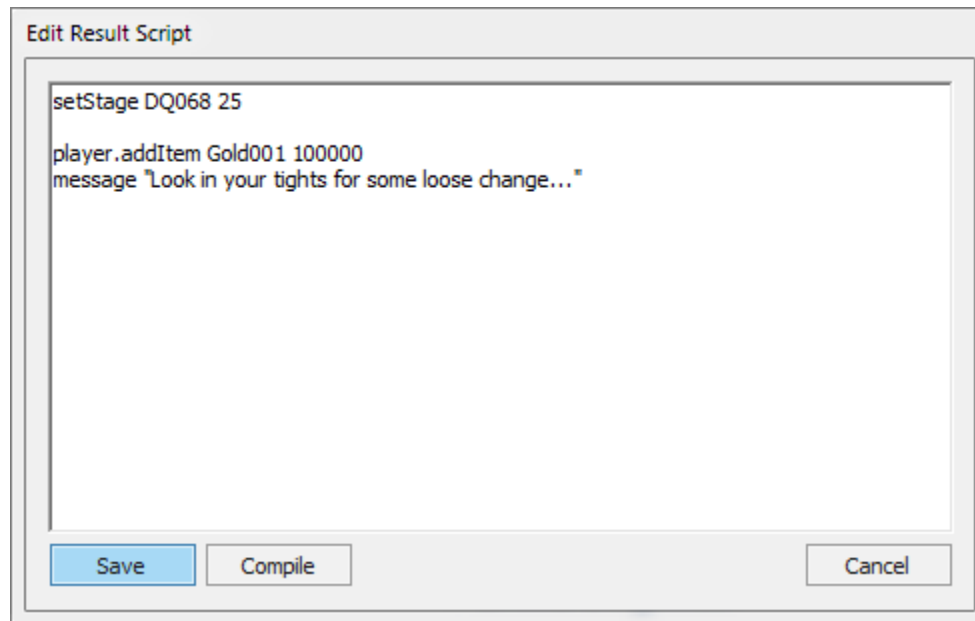 Edit Result Script
setStage DQ068 25
player.addItem Gold001 100000
message "Look in your tights for some loose change..."
Save
Compile
Cancel